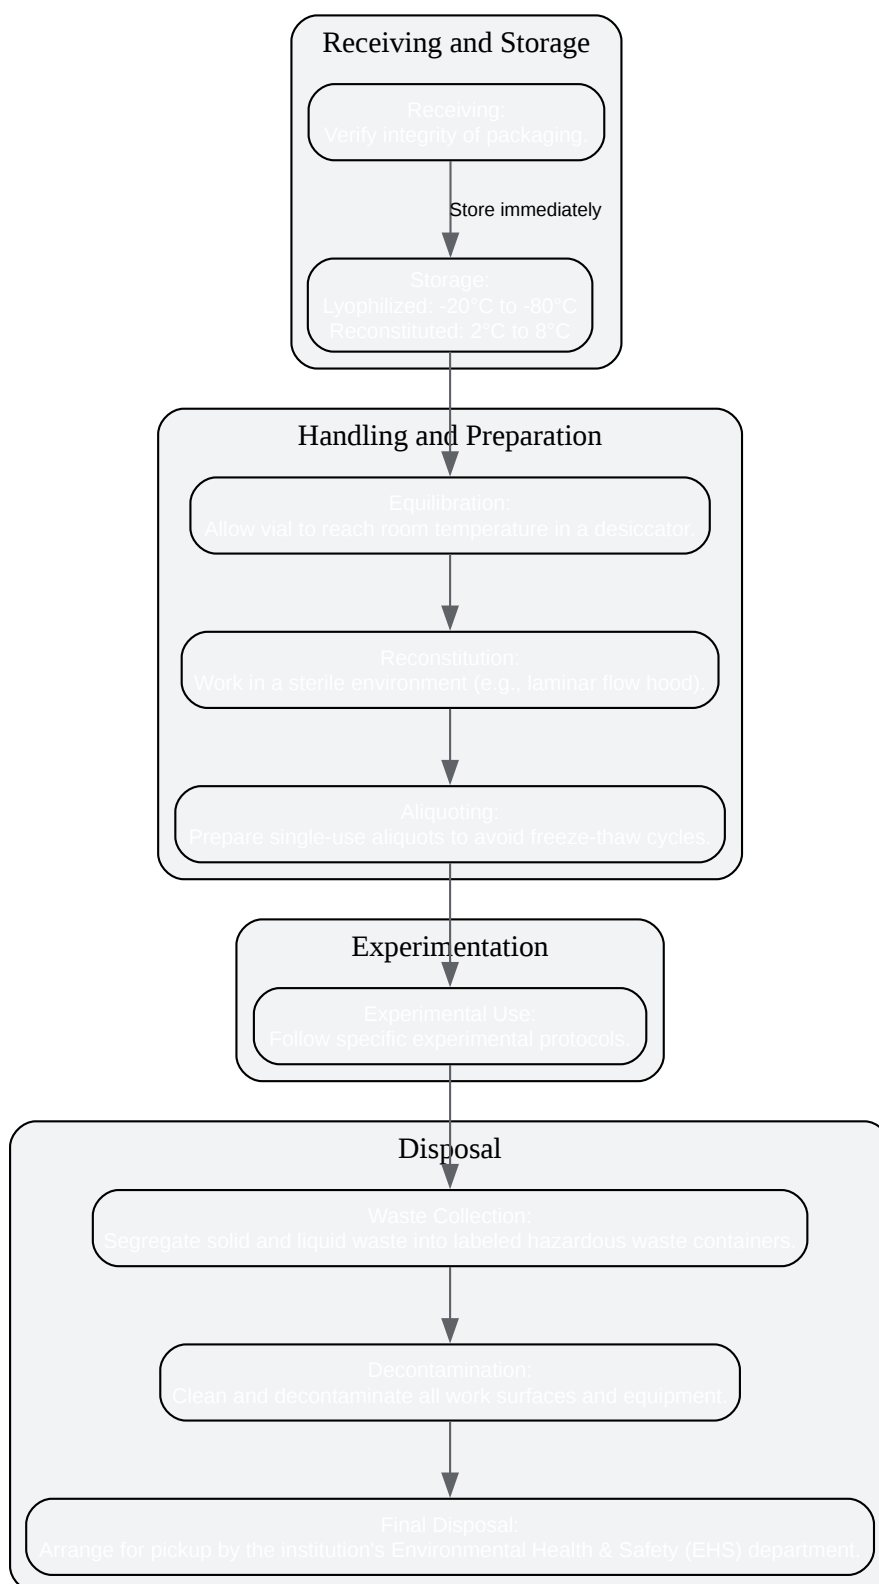 Receiving and Storage
Receiving:
Verify integrity of packaging.
Store immediately
Storage:
Lyophilized: -20°C to -80°C
Reconstituted: 2°C to 8°C
Handling and Preparation
Equilibration:
Allow vial to reach room temperature in a desiccator.
Reconstitution:
Work in a sterile environment (e.g., laminar flow hood).
Aliquoting:
Prepare single-use aliquots to avoid freeze-thaw cycles.
Experimentation
Experimental Use:
Follow specific experimental protocols.
Disposal
Waste Collection:
Segregate solid and liquid waste into labeled hazardous waste containers.
Decontamination:
Clean and decontaminate all work surfaces and equipment.
Final Disposal:
Arrange for pickup by the institution's Environmental Health & Safety (EHS) department.